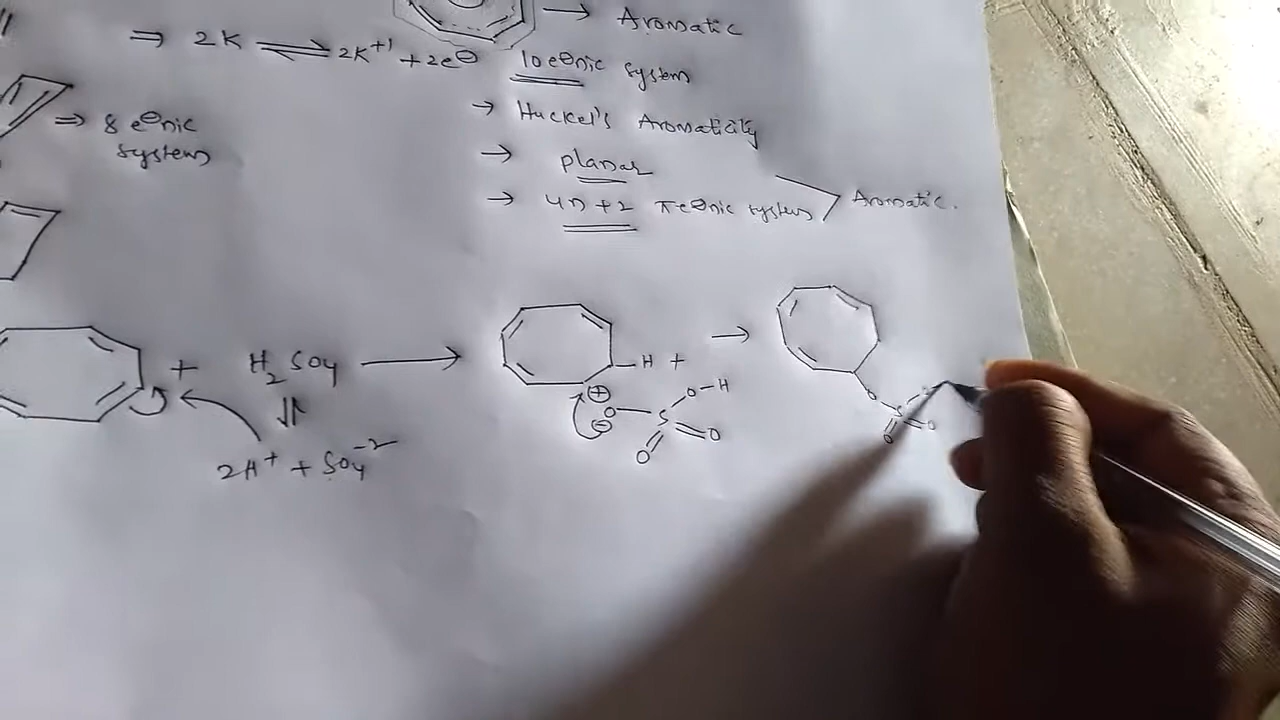 → Aromatic
⇒ 2K ⇌ 2K+1 + 2e⊖
10 e⊖nic system
→ Huckel's Aromaticity
⇒ 8 e⊖nic
system
→ planar
→ 4n+2 π-e⊖nic system
Aromatic.
+ H2SO4 →
H +
→
⊕
O
⊖
S
O-H
O
O
O
S
O
O
⇅
2H+ + SO4-2